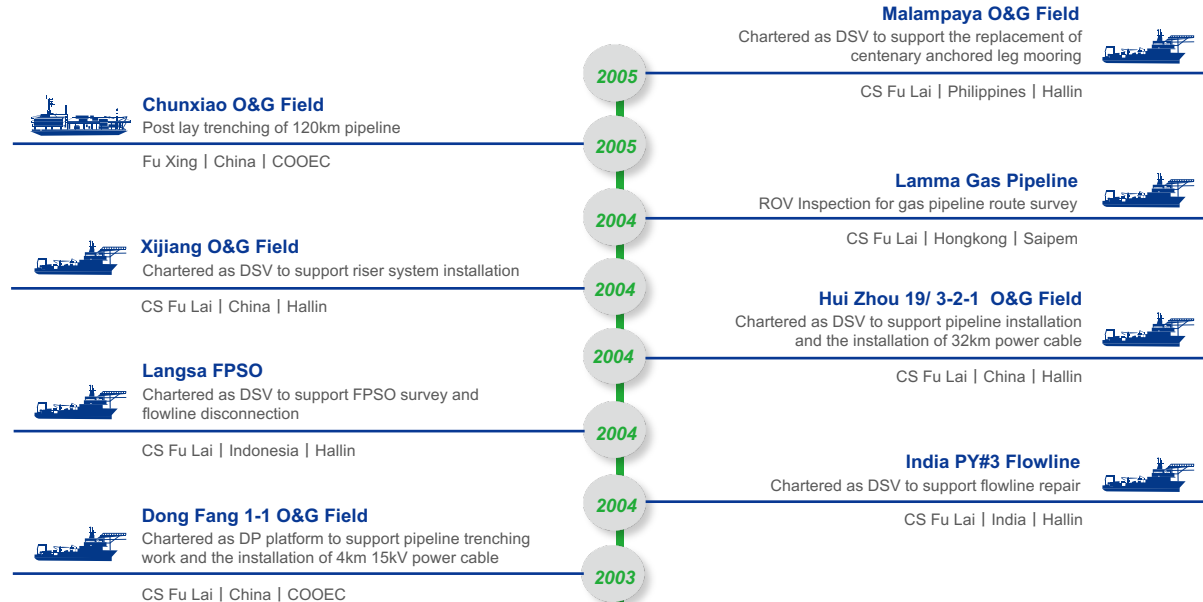 Malampaya O&G Field
Chartered as DSV to support the replacement of
centenary anchored leg mooring
2005
CS Fu Lai | Philippines | Hallin
Chunxiao O&G Field
Post lay trenching of 120km pipeline
2005
Fu Xing | China | COOEC
Lamma Gas Pipeline
ROV Inspection for gas pipeline route survey
2004
CS Fu Lai | Hongkong | Saipem
Xijiang O&G Field
Chartered as DSV to support riser system installation
2004
CS Fu Lai | China | Hallin
Hui Zhou 19/ 3-2-1 O&G Field
Chartered as DSV to support pipeline installation
and the installation of 32km power cable
2004
CS Fu Lai | China | Hallin
Langsa FPSO
Chartered as DSV to support FPSO survey and
flowline disconnection
2004
CS Fu Lai | Indonesia | Hallin
India PY#3 Flowline
Chartered as DSV to support flowline repair
2004
CS Fu Lai | India | Hallin
Dong Fang 1-1 O&G Field
Chartered as DP platform to support pipeline trenching
work and the installation of 4km 15kV power cable
2003
CS Fu Lai | China | COOEC